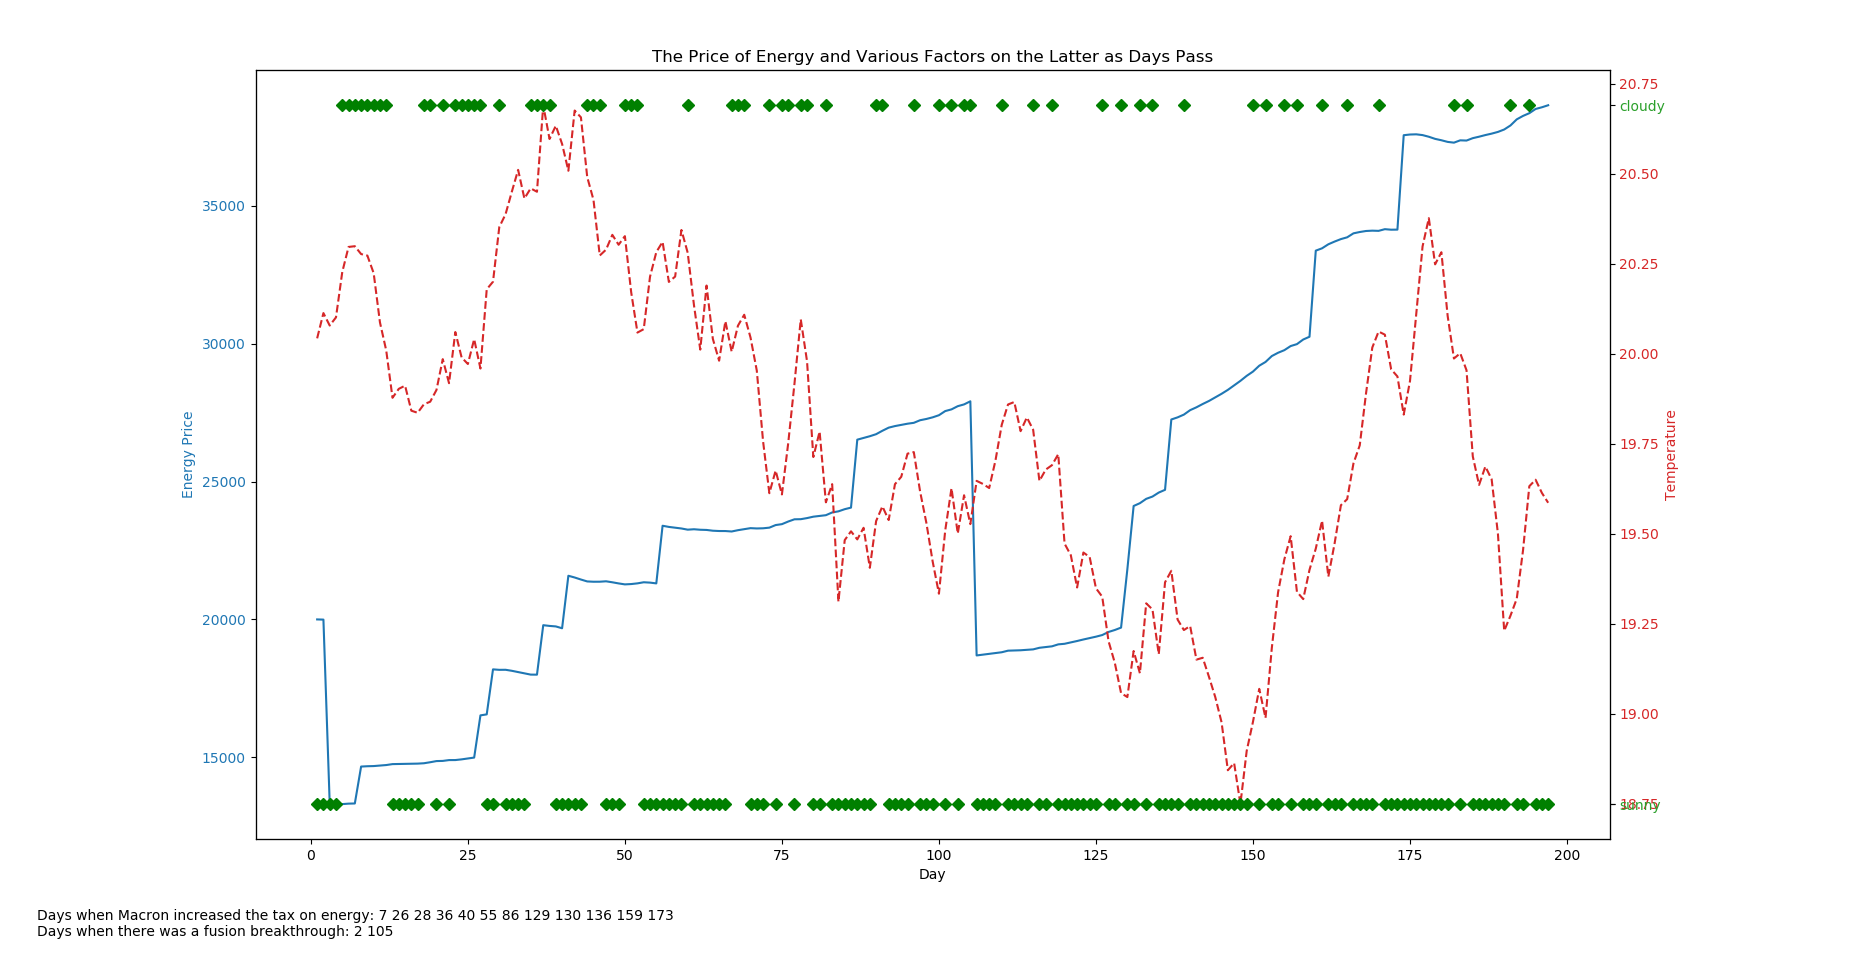 The Price of Energy and Various Factors on the Latter as Days Pass
20.75
cloudy
20.50
35000
20.25
30000
20.00
Energy Price
Temperature
19.75
25000
19.50
20000
19.25
19.00
15000
18.75
sunny
0 25 50 75 100 125 150 175 200
Day
Days when Macron increased the tax on energy: 7 26 28 36 40 55 86 129 130 136 159 173
Days when there was a fusion breakthrough: 2 105